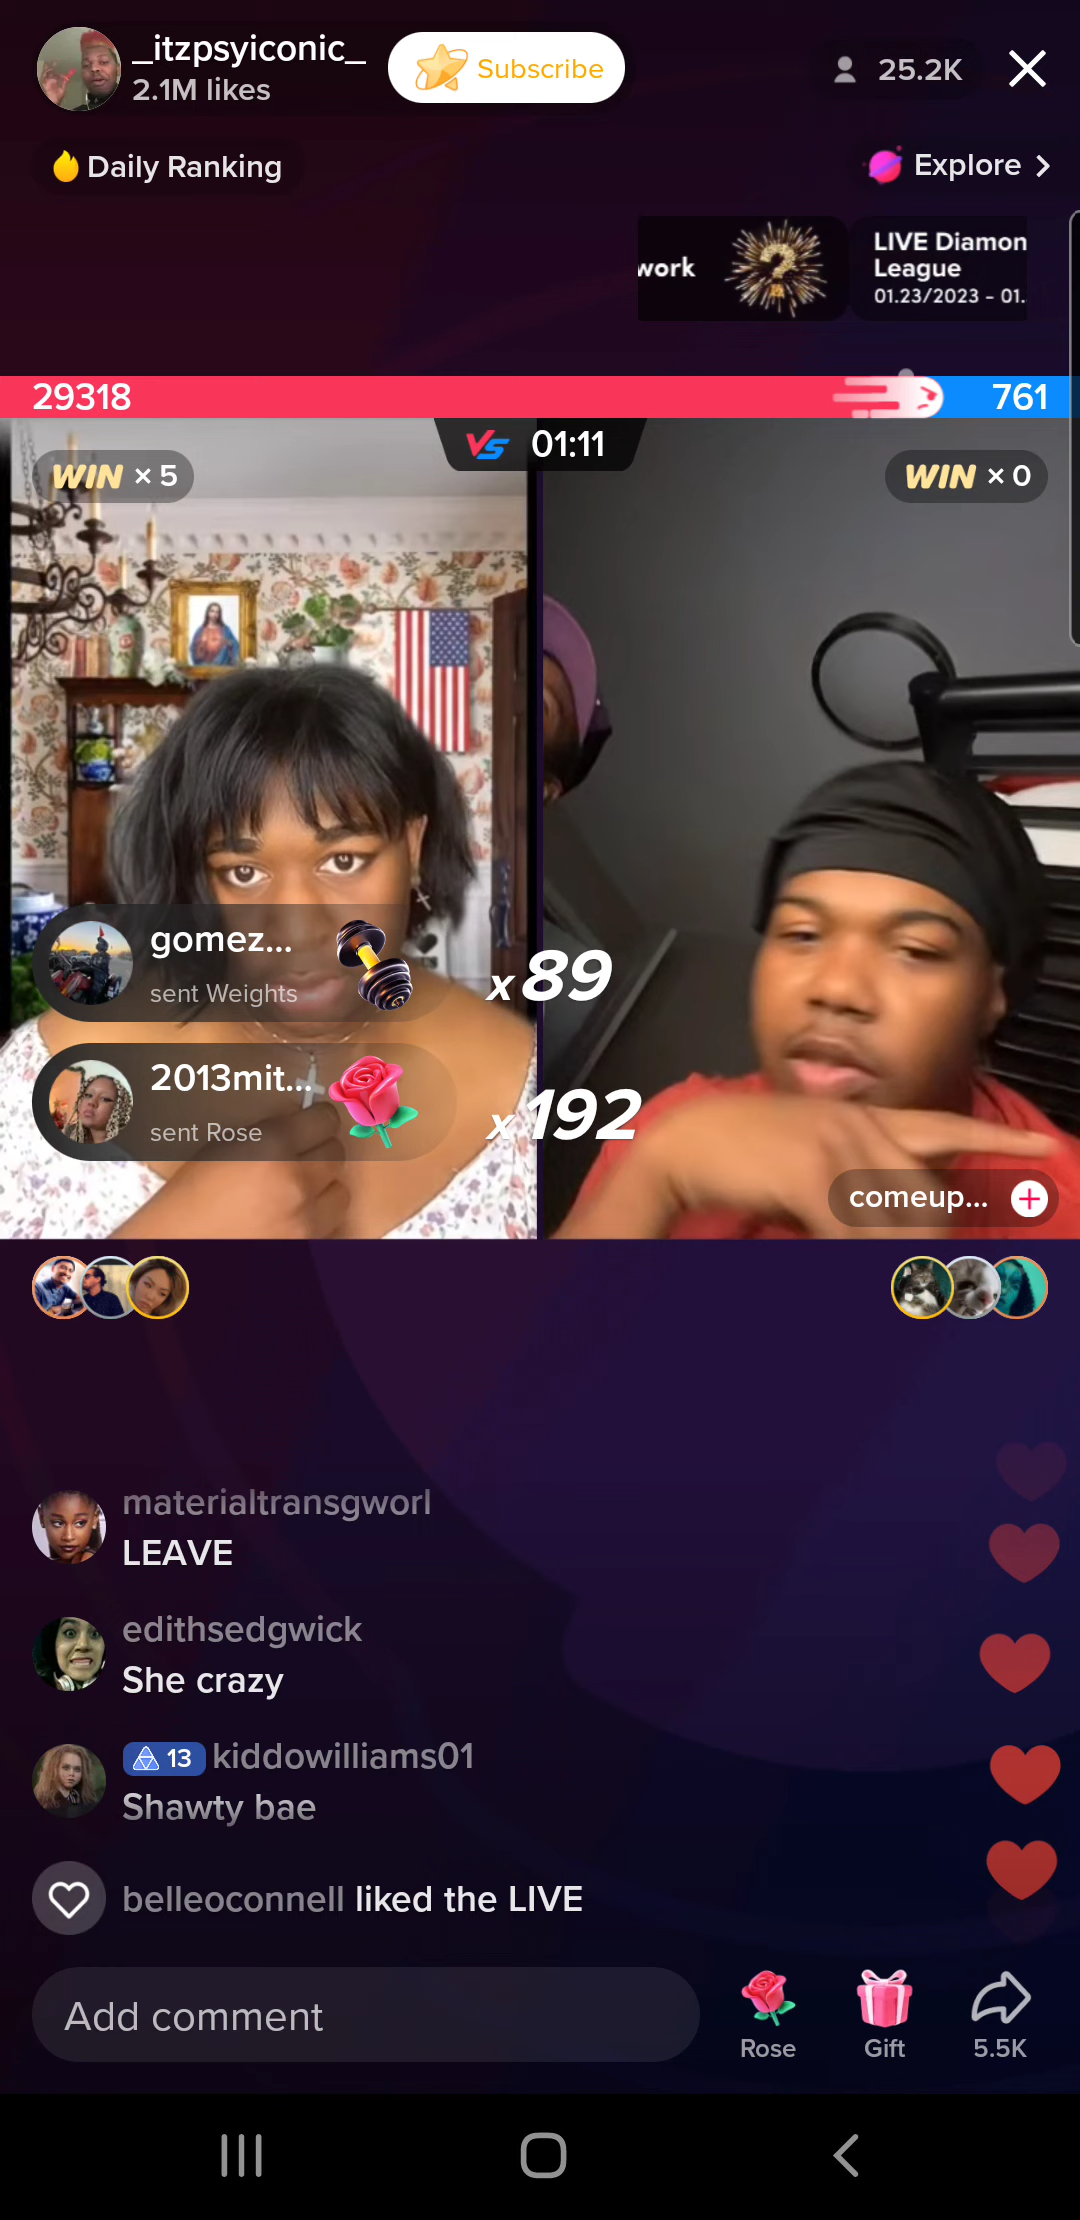 _itzpsyiconic_
2.1M likes
Subscribe
25.2K
Daily Ranking
Explore
work
LIVE Diamon
League
01.23/2023 - 01.
29318
761
VS 01:11
WIN × 5
WIN × 0
gomez...
sent Weights
x89
2013mit...
sent Rose
x192
comeup...
materialtransgworl
LEAVE
edithsedgwick
She crazy
13 kiddowilliams01
Shawty bae
belleoconnell liked the LIVE
Add comment
Rose
Gift
5.5K